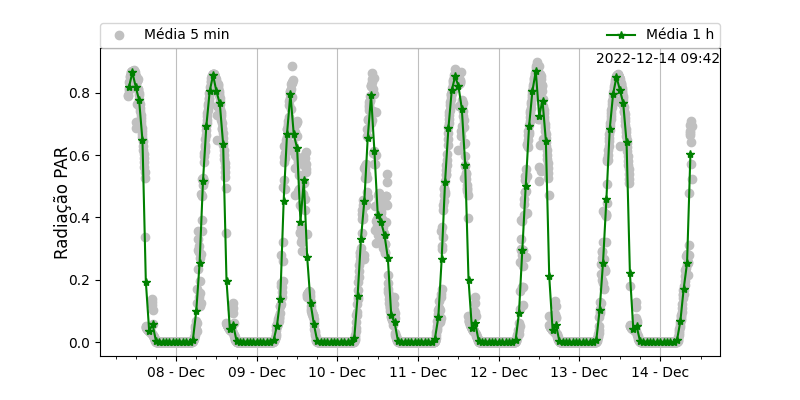 Média 5 min
Média 1 h
2022-12-14 09:42
Radiação PAR
0.8
0.6
0.4
0.2
0.0
08 - Dec
09 - Dec
10 - Dec
11 - Dec
12 - Dec
13 - Dec
14 - Dec